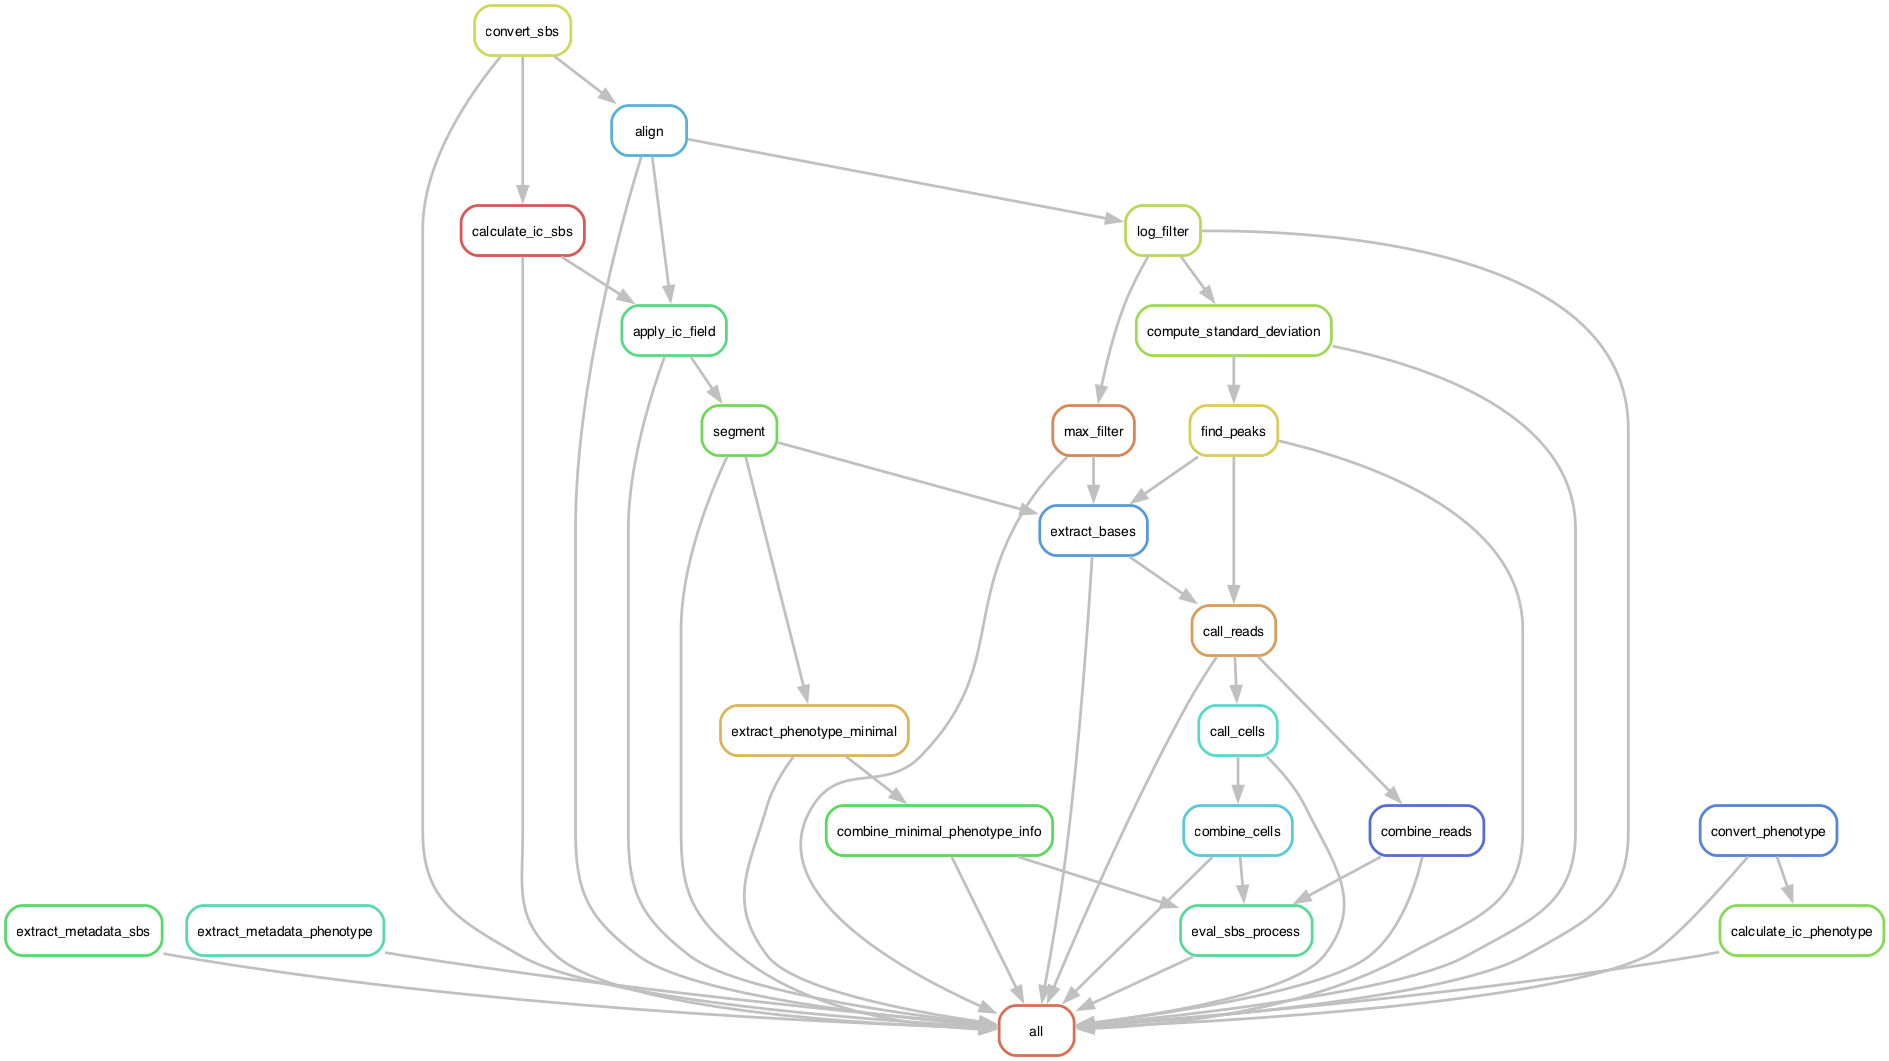 convert_sbs
align
calculate_ic_sbs
log_filter
apply_ic_field
compute_standard_deviation
segment
max_filter
find_peaks
extract_bases
call_reads
extract_phenotype_minimal
call_cells
combine_minimal_phenotype_info
combine_cells
combine_reads
convert_phenotype
extract_metadata_sbs
extract_metadata_phenotype
eval_sbs_process
calculate_ic_phenotype
all